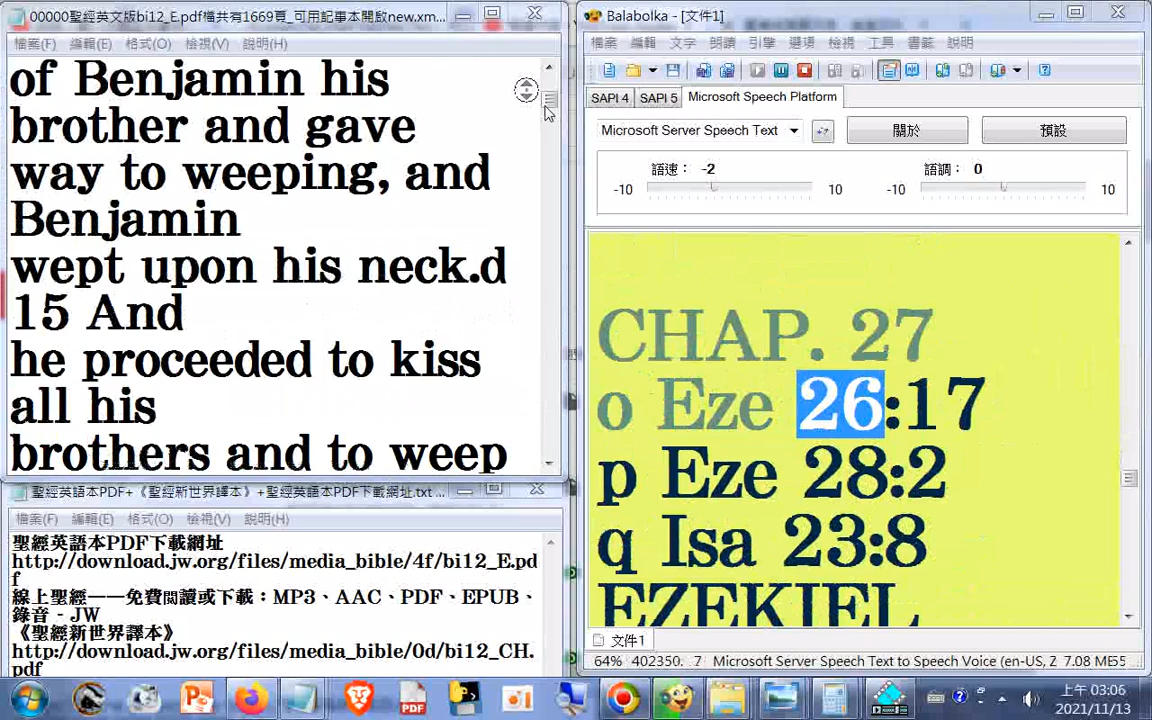 00000聖經英文版bi12_E.pdf檔共有1669頁_可用記事本開啟new.xm...
檔案(F) 編輯(E) 格式(O) 檢視(V) 說明(H)
of Benjamin his
brother and gave
way to weeping, and
Benjamin
wept upon his neck.d
15 And
he proceeded to kiss
all his
brothers and to weep
聖經英語本PDF+《聖經新世界譯本》+聖經英語本PDF下載網址.txt ...
檔案(F) 編輯(E) 格式(O) 檢視(V) 說明(H)
聖經英語本PDF下載網址
http://download.jw.org/files/media_bible/4f/bi12_E.pd
f
線上聖經——免費閱讀或下載：MP3、AAC、PDF、EPUB、
錄音 - JW
《聖經新世界譯本》
http://download.jw.org/files/media_bible/0d/bi12_CH.
pdf
Balabolka - [文件1]
檔案 編輯 文字 朗讀 引擎 選項 檢視 工具 書籤 說明
SAPI 4 SAPI 5 Microsoft Speech Platform
Microsoft Server Speech Text 關於 預設
語速： -2 語調： 0
-10 10 -10 10
CHAP. 27
o Eze 26:17
p Eze 28:2
q Isa 23:8
EZEKIEL
文件1
64% 402350. 7 Microsoft Server Speech Text to Speech Voice (en-US, Z 7.08 ME55
上午 03:06
2021/11/13